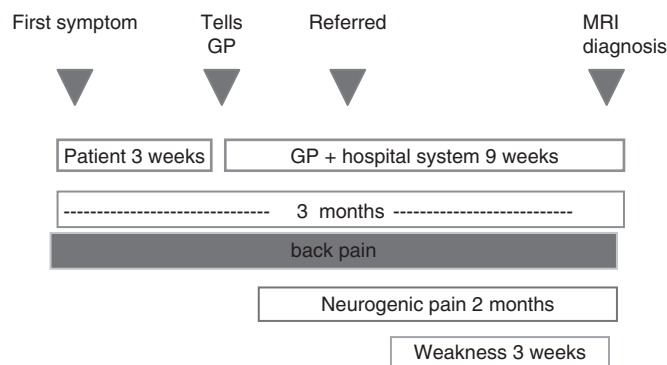 First symptom Tells GP Referred MRI diagnosis
Patient 3 weeks GP + hospital system 9 weeks
--------------------------------- 3 months ----------------------------
back pain
Neurogenic pain 2 months
Weakness 3 weeks